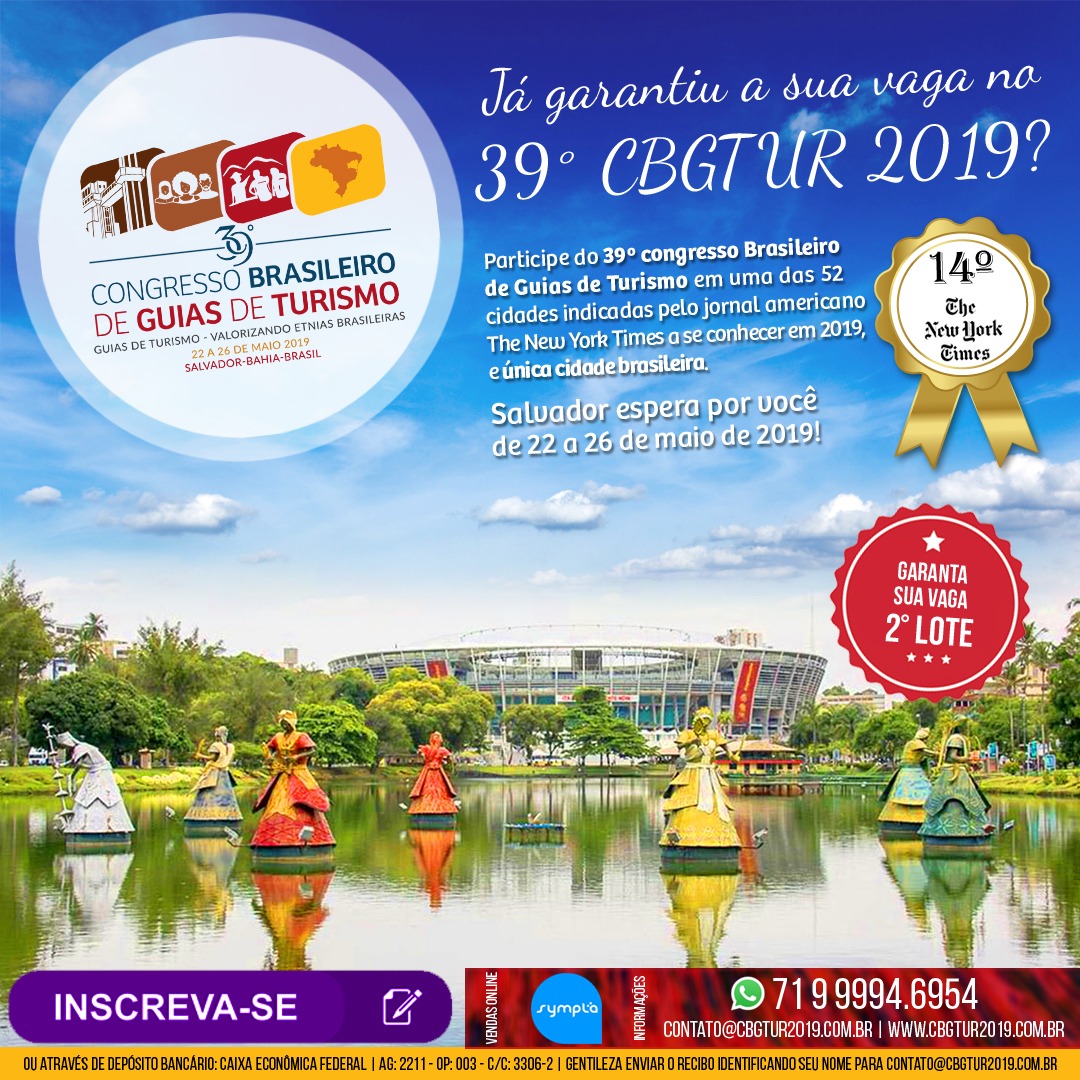 Já garantiu a sua vaga no
39° CBGTUR 2019?
39°
CONGRESSO BRASILEIRO
DE GUIAS DE TURISMO
GUIAS DE TURISMO - VALORIZANDO ETNIAS BRASILEIRAS
22 A 26 DE MAIO 2019
SALVADOR-BAHIA-BRASIL
Participe do 39º congresso Brasileiro
de Guias de Turismo em uma das 52
cidades indicadas pelo jornal americano
The New York Times a se conhecer em 2019,
e única cidade brasileira.
Salvador espera por você
de 22 a 26 de maio de 2019!
14º
The
New York
Times
GARANTA
SUA VAGA
2° LOTE
INSCREVA-SE
VENDAS ONLINE
sympla
INFORMAÇÕES
71 9 9994.6954
CONTATO@CBGTUR2019.COM.BR | WWW.CBGTUR2019.COM.BR
OU ATRAVÉS DE DEPÓSITO BANCÁRIO: CAIXA ECONÔMICA FEDERAL | AG: 2211 - OP: 003 - C/C: 3306-2 | GENTILEZA ENVIAR O RECIBO IDENTIFICANDO SEU NOME PARA CONTATO@CBGTUR2019.COM.BR